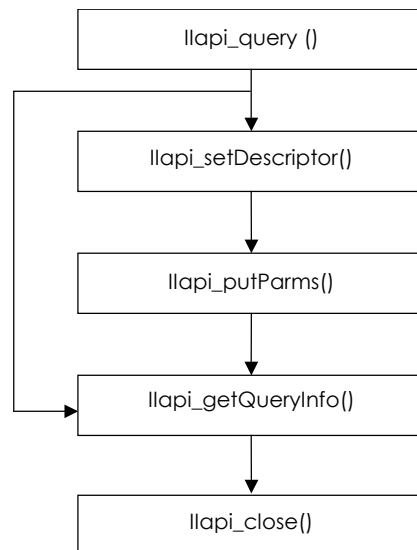 IIapi_query ()
IIapi_setDescriptor()
IIapi_putParms()
IIapi_getQueryInfo()
IIapi_close()